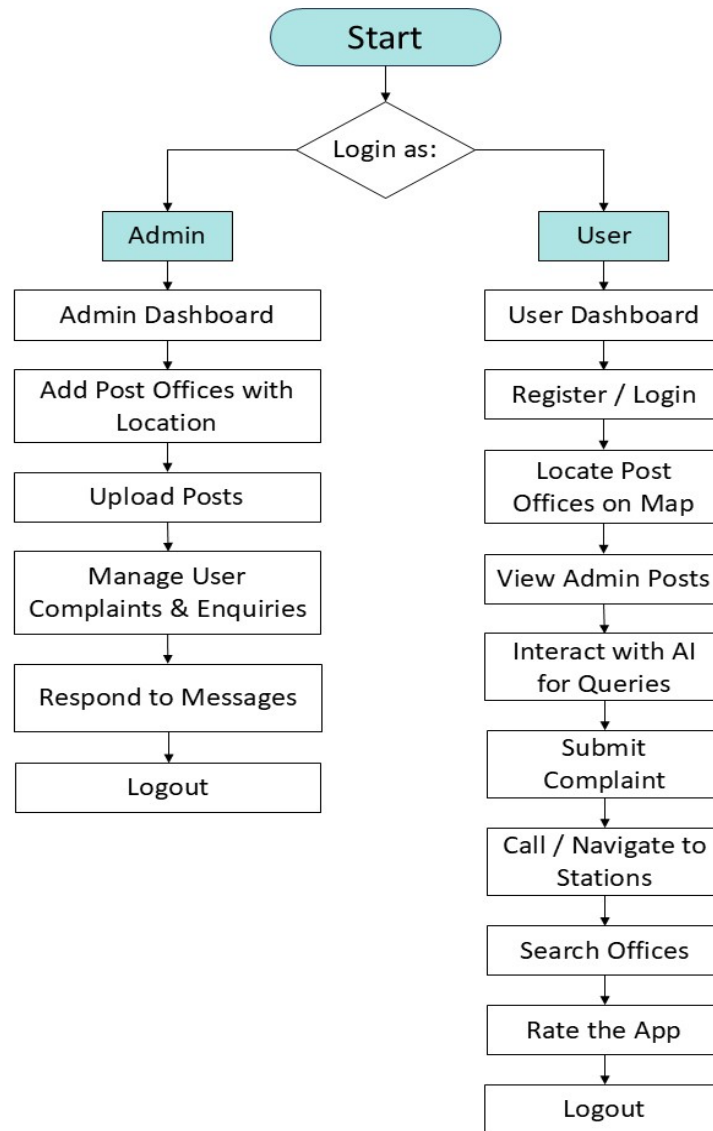 Start
Login as:
Admin
User
Admin Dashboard
Add Post Offices with
Location
Upload Posts
Manage User
Complaints & Enquiries
Respond to Messages
Logout
User Dashboard
Register / Login
Locate Post
Offices on Map
View Admin Posts
Interact with AI
for Queries
Submit
Complaint
Call / Navigate to
Stations
Search Offices
Rate the App
Logout